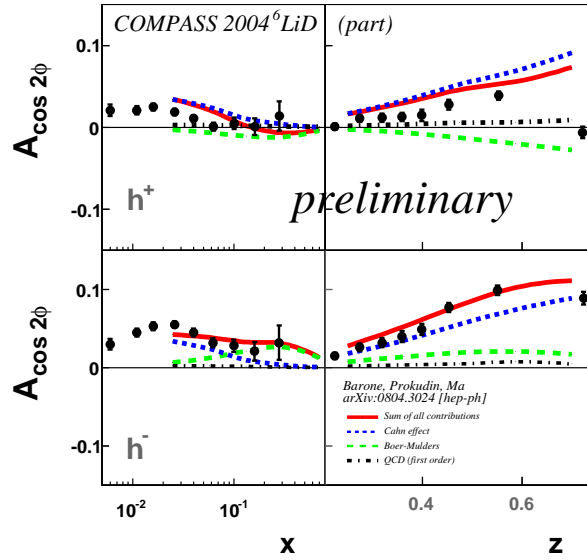 COMPASS 2004 ⁶LiD (part)
0.1
0
-0.1
A cos 2ϕ
h⁺
preliminary
0.1
0
-0.1
A cos 2ϕ
h⁻
Barone, Prokudin, Ma
arXiv:0804.3024 [hep-ph]
Sum of all contributions
Cahn effect
Boer-Mulders
QCD (first order)
10⁻² 10⁻¹ 0.4 0.6
x z